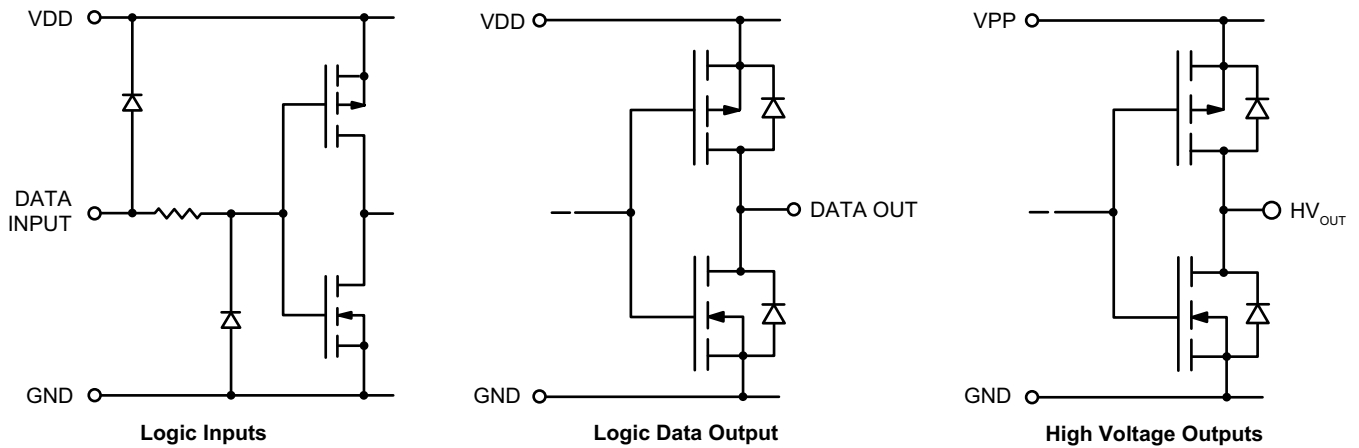 VDD
DATA
INPUT
GND
Logic Inputs
VDD
DATA OUT
GND
Logic Data Output
VPP
HVOUT
GND
High Voltage Outputs